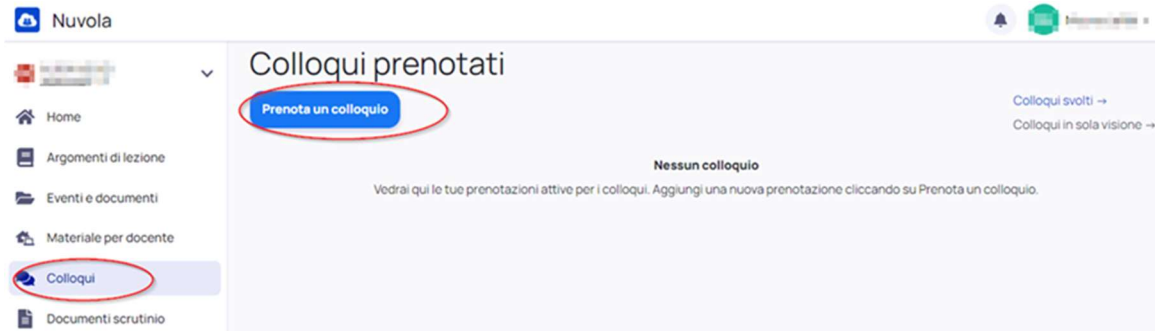 Nuvola
Colloqui prenotati
Prenota un colloquio
Colloqui svolti →
Colloqui in sola visione →
Home
Argomenti di lezione
Eventi e documenti
Materiale per docente
Colloqui
Documenti scrutinio
Nessun colloquio
Vedrai qui le tue prenotazioni attive per i colloqui. Aggiungi una nuova prenotazione cliccando su Prenota un colloquio.